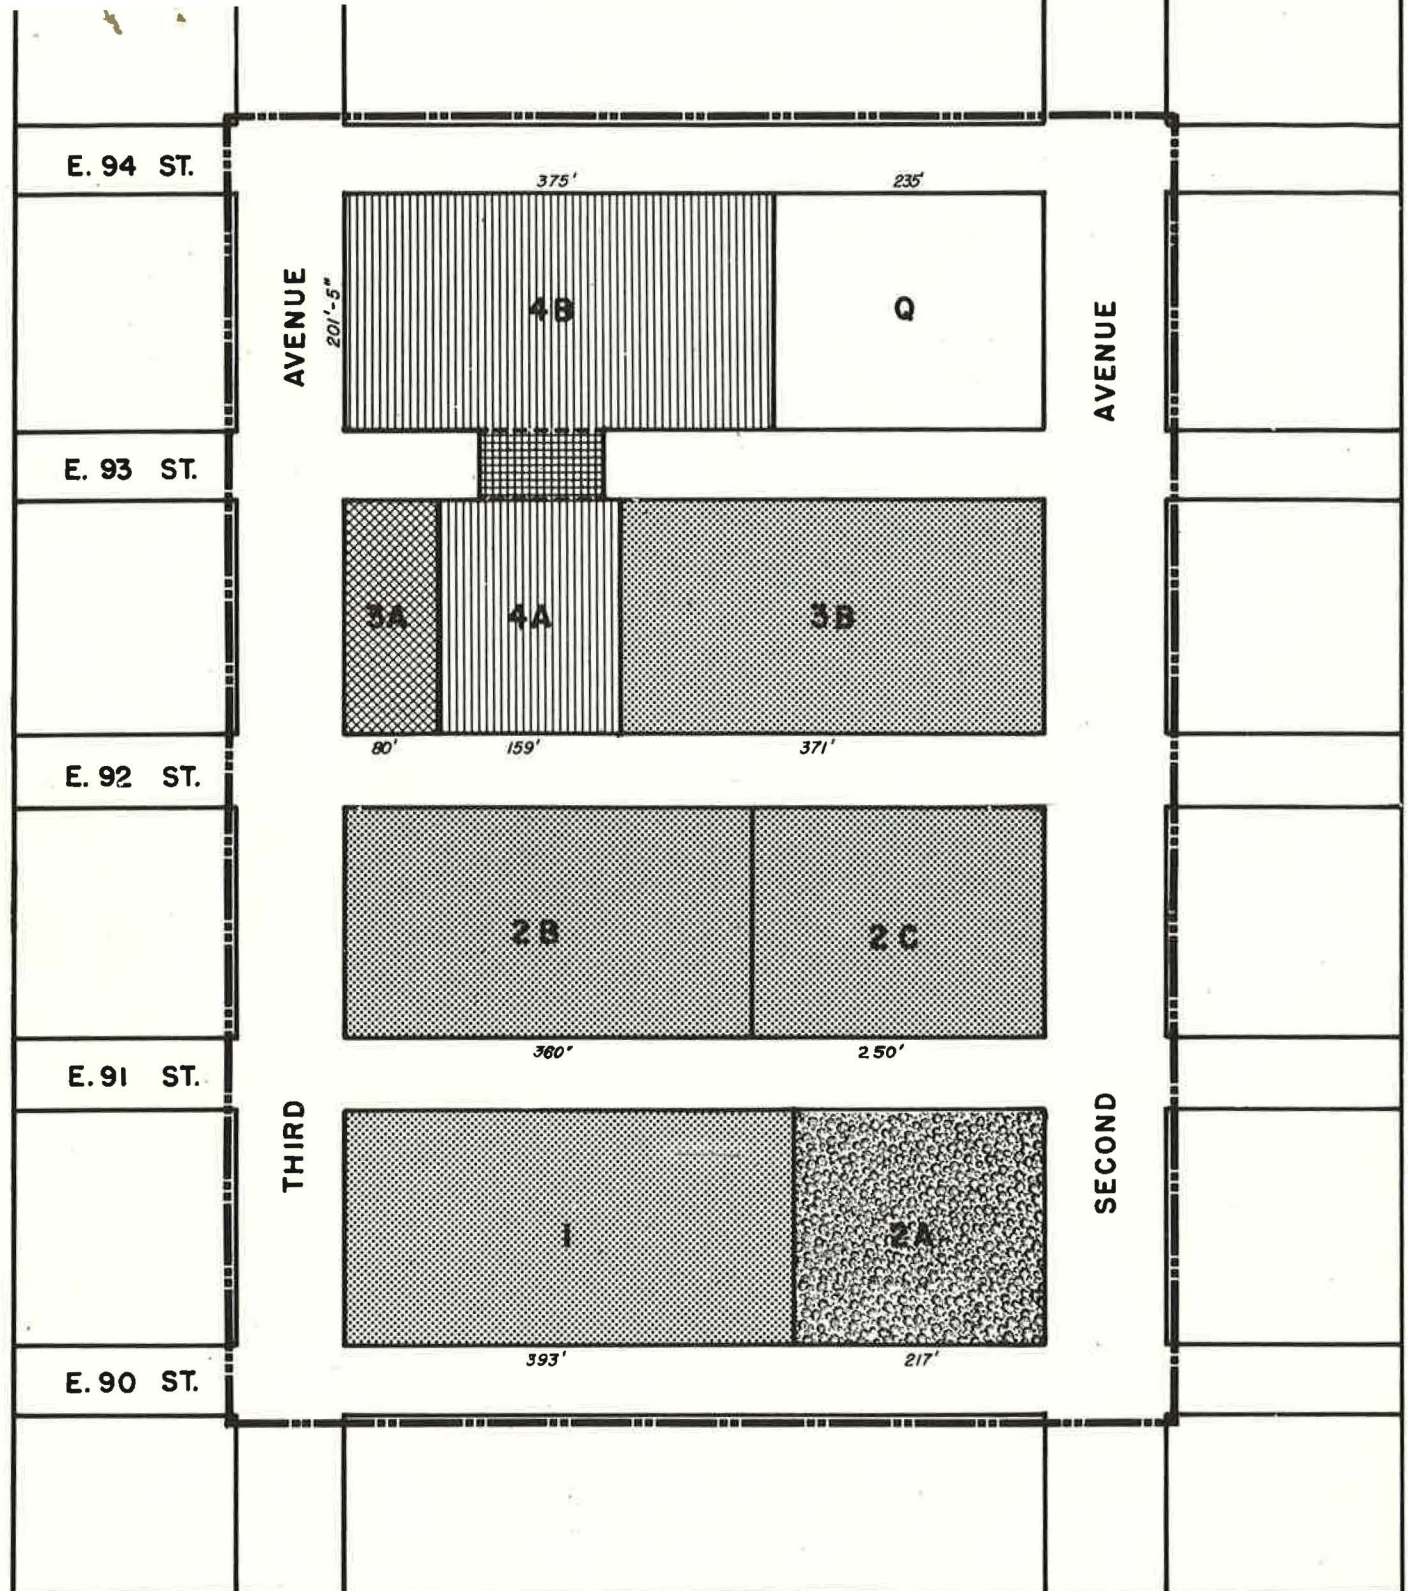 E. 94 ST.
375'
235'
AVENUE
201'-5"
4B
Q
AVENUE
E. 93 ST.
3A
4A
3B
80'
159'
371'
E. 92 ST.
2B
2C
360'
250'
E. 91 ST.
THIRD
SECOND
1
2A
393'
217'
E. 90 ST.